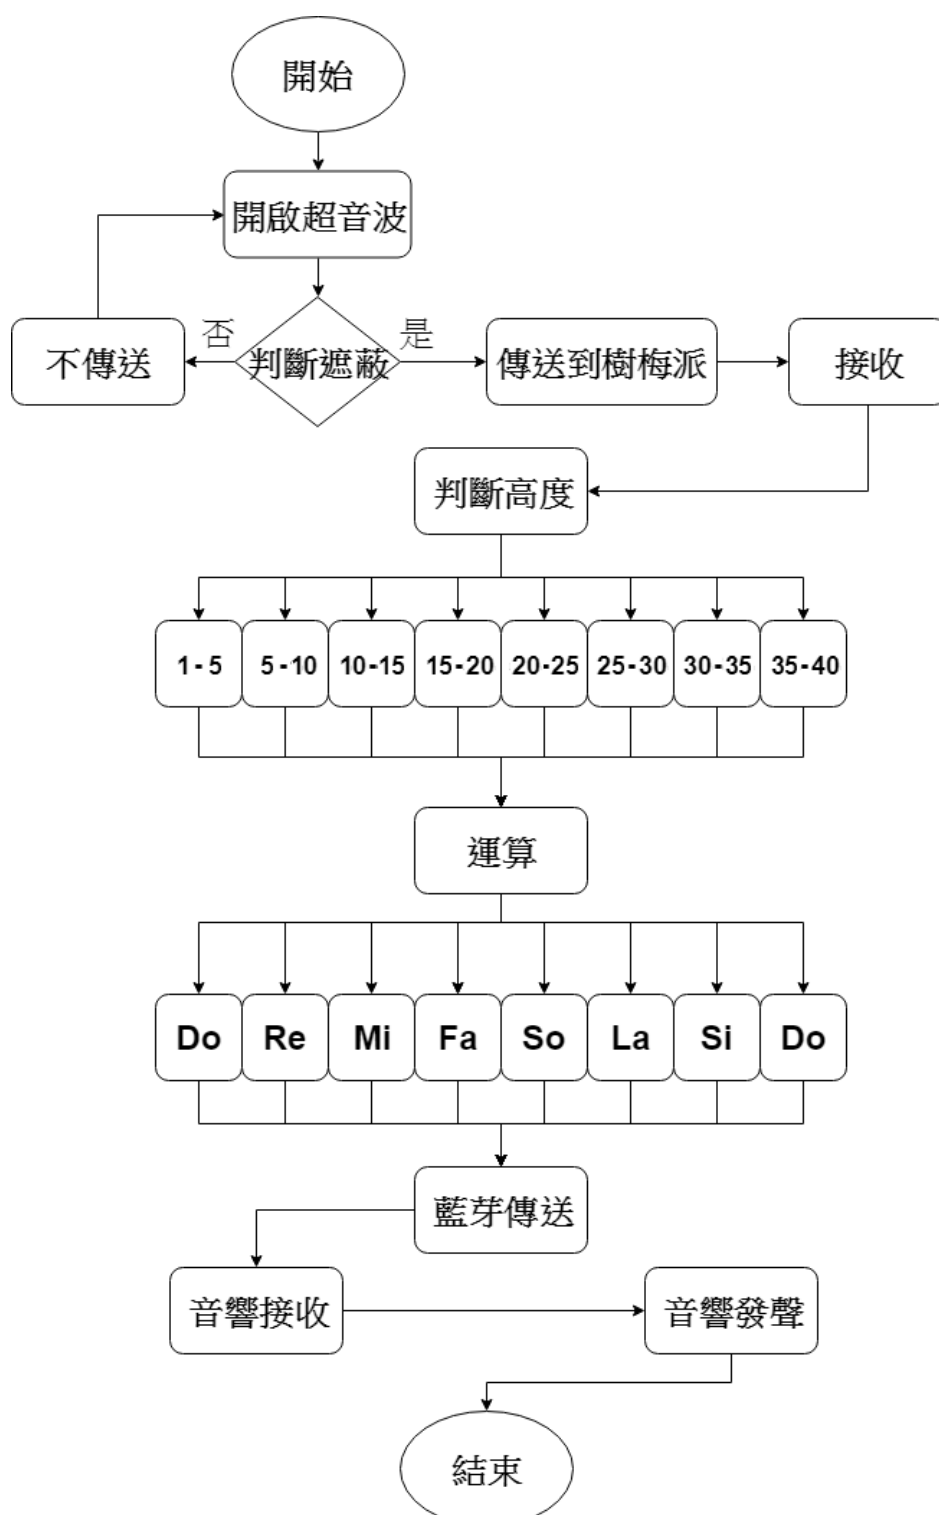 開始
開啟超音波
否
是
不傳送
判斷遮蔽
傳送到樹梅派
接收
判斷高度
1 - 5
5 - 10
10 - 15
15 - 20
20 - 25
25 - 30
30 - 35
35 - 40
運算
Do
Re
Mi
Fa
So
La
Si
Do
藍芽傳送
音響接收
音響發聲
結束